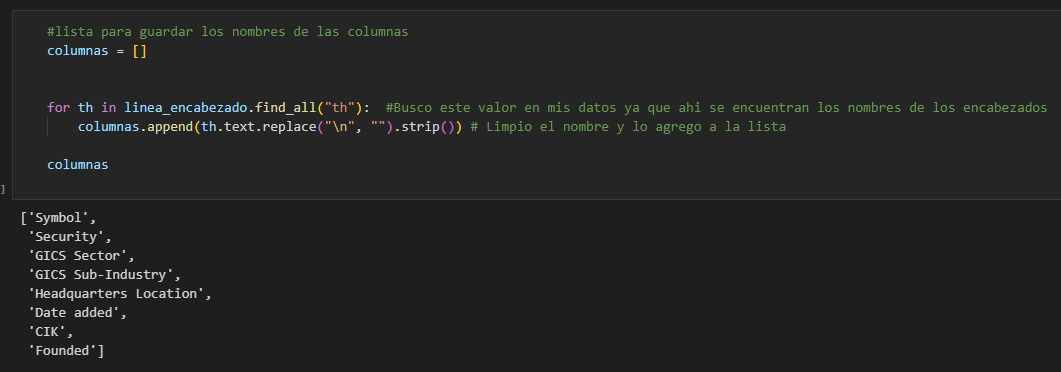 #lista para guardar los nombres de las columnas
columnas = []
for th in linea_encabezado.find_all("th"):  #Busco este valor en mis datos ya que ahi se encuentran los nombres de los encabezados
    columnas.append(th.text.replace("\n", "").strip()) # Limpio el nombre y lo agrego a la lista
columnas
]
['Symbol',
 'Security',
 'GICS Sector',
 'GICS Sub-Industry',
 'Headquarters Location',
 'Date added',
 'CIK',
 'Founded']